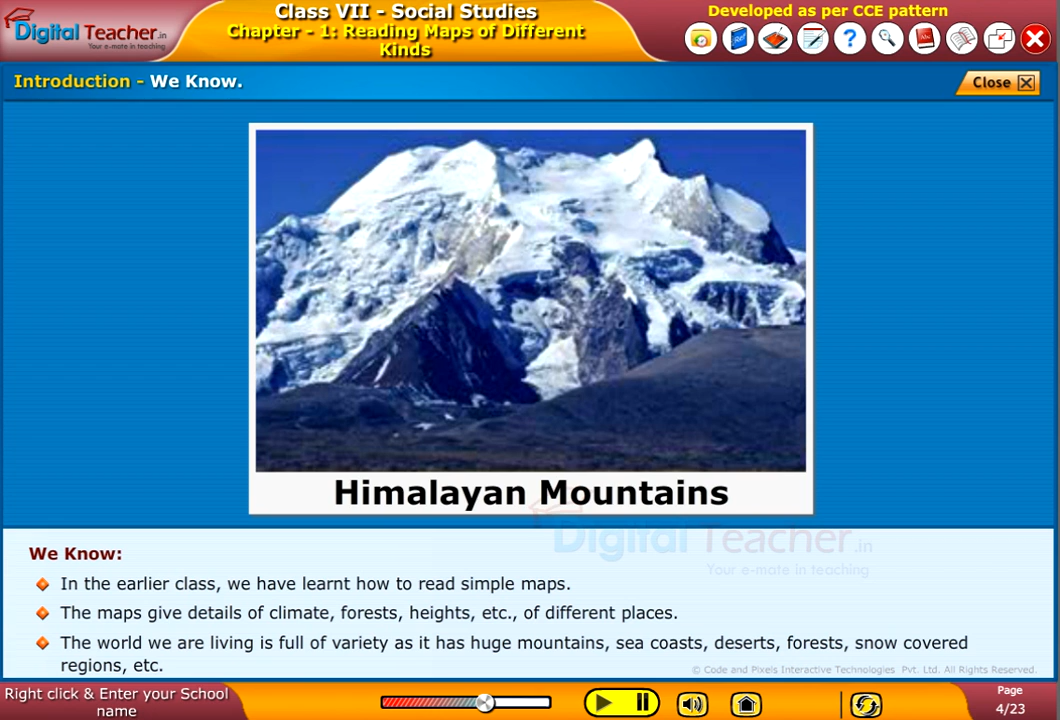 Digital Teacher.in
Your e-mate in teaching
Class VII - Social Studies
Chapter - 1: Reading Maps of Different
Kinds
Developed as per CCE pattern
Ref
?
Introduction - We Know.
Close
Himalayan Mountains
Digital Teacher.in
Your e-mate in teaching
We Know:
In the earlier class, we have learnt how to read simple maps.
The maps give details of climate, forests, heights, etc., of different places.
The world we are living is full of variety as it has huge mountains, sea coasts, deserts, forests, snow covered
regions, etc.
© Code and Pixels Interactive Technologies Pvt. Ltd. All Rights Reserved.
Right click & Enter your School
name
Page
4/23